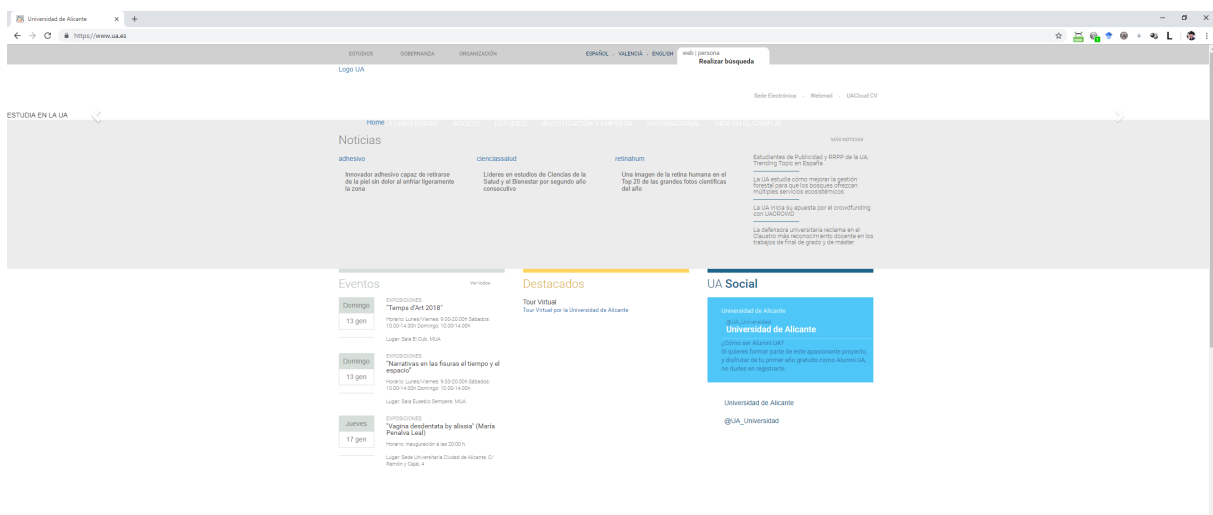 Universidad de Alicante
https://www.ua.es
ESTUDIOS GOBERNANZA ORGANIZACIÓN ESPAÑOL VALENCIÀ ENGLISH web | persona
Realizar búsqueda
Logo UA
Sede Electrónica Webmail UACloud CV
ESTUDIA EN LA UA
Home
Noticias
MÁS NOTICIAS
adhesivo
Innovador adhesivo capaz de retirarse
de la piel sin dolor al enfriar ligeramente
la zona
cienciassalud
Líderes en estudios de Ciencias de la
Salud y el Bienestar por segundo año
consecutivo
retinahum
Una imagen de la retina humana en el
Top 20 de las grandes fotos científicas
del año
Estudiantes de Publicidad y RRPP de la UA,
Trending Topic en España
La UA estudia cómo mejorar la gestión
forestal para que los bosques ofrezcan
múltiples servicios ecosistémicos
La UA inicia su apuesta por el crowdfunding
con UACROWD
La defensora universitaria reclama en el
Claustro más reconocimiento docente en los
trabajos de final de grado y de máster
Eventos
Ver todos
Domingo
13 gen
EXPOSICIONES
"Temps d'Art 2018"
Horario: Lunes/Viernes: 9.00-20.00h Sábados:
10.00-14.00h Domingo: 10.00-14.00h
Lugar: Sala El Cub. MUA
Domingo
13 gen
EXPOSICIONES
"Narrativas en las fisuras el tiempo y el
espacio"
Horario: Lunes/Viernes: 9.00-20.00h Sábados:
10.00-14.00h Domingo: 10.00-14.00h
Lugar: Sala Eusebio Sempere. MUA
Jueves
17 gen
EXPOSICIONES
"Vagina desdentata by alissia" (María
Penalva Leal)
Horario: Inauguración a las 20:00 h.
Lugar: Sede Universitaria Ciudad de Alicante, C/
Ramón y Cajal, 4
Destacados
Tour Virtual
Tour Virtual por la Universidad de Alicante
UA Social
Universidad de Alicante
@UA_Universidad
Universidad de Alicante
¿Cómo ser Alumni UA?
Si quieres formar parte de este apasionante proyecto,
y disfrutar de tu primer año gratuito como Alumni UA,
no dudes en registrarte.
Universidad de Alicante
@UA_Universidad